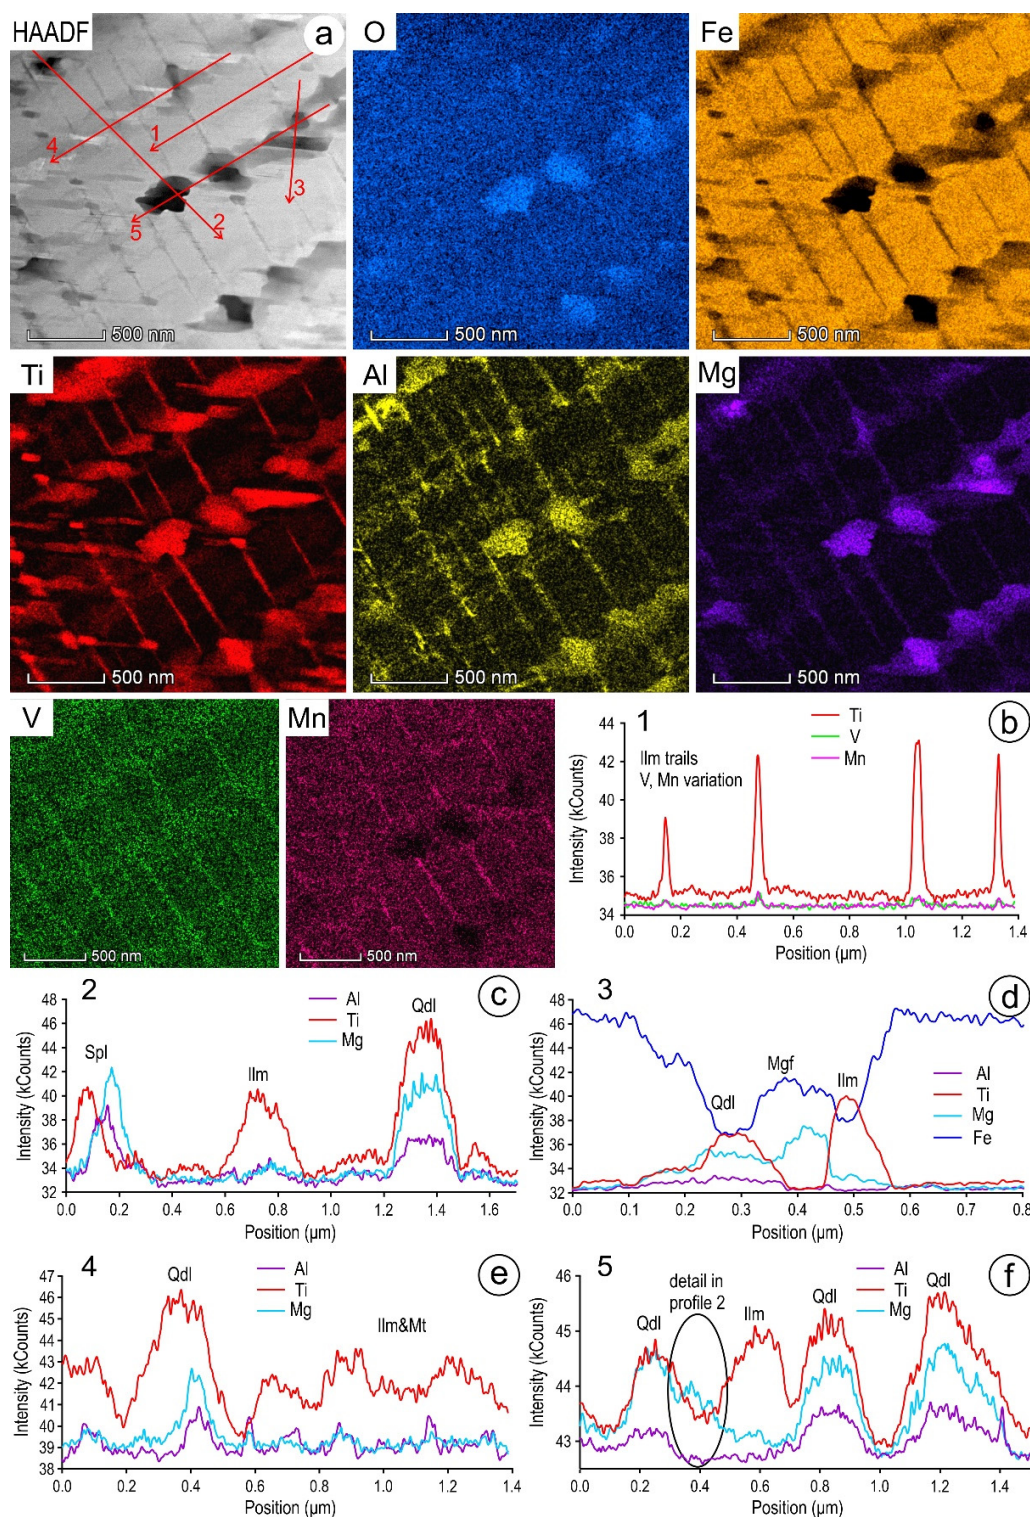 HAADF
a
O
Fe
1
2
3
4
5
500 nm
500 nm
500 nm
Ti
Al
Mg
500 nm
500 nm
500 nm
V
Mn
500 nm
500 nm
1
b
Ti
V
Mn
Ilm trails
V, Mn variation
Intensity (kCounts)
44
42
40
38
36
34
0.0 0.2 0.4 0.6 0.8 1.0 1.2 1.4
Position (µm)
2
c
Al
Ti
Mg
Spl
Ilm
Qdl
Intensity (kCounts)
48
46
44
42
40
38
36
34
32
0.0 0.2 0.4 0.6 0.8 1.0 1.2 1.4 1.6
Position (µm)
3
d
Qdl
Mgf
Ilm
Al
Ti
Mg
Fe
Intensity (kCounts)
48
46
44
42
40
38
36
34
32
0.0 0.1 0.2 0.3 0.4 0.5 0.6 0.7 0.8
Position (µm)
4
e
Al
Ti
Mg
Qdl
Ilm&Mt
Intensity (kCounts)
47
46
45
44
43
42
41
40
39
38
0.0 0.2 0.4 0.6 0.8 1.0 1.2 1.4
Position (µm)
5
f
Al
Ti
Mg
detail in
profile 2
Qdl
Ilm
Qdl
Qdl
Intensity (kCounts)
46
45
44
43
0.0 0.2 0.4 0.6 0.8 1.0 1.2 1.4
Position (µm)